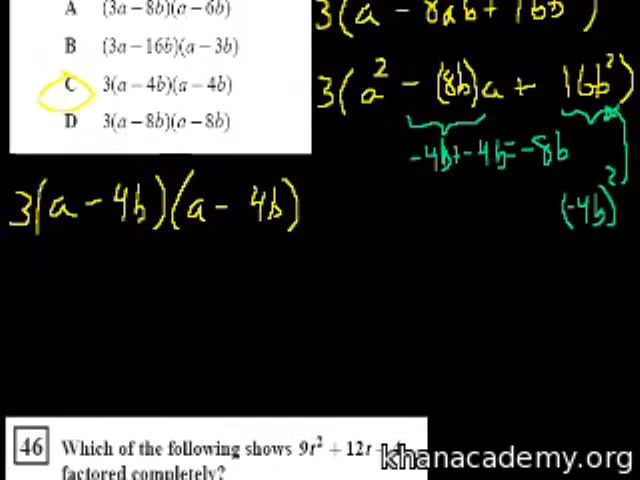 A (3a − 8b)(a − 6b)
B (3a − 16b)(a − 3b)
C 3(a − 4b)(a − 4b)
D 3(a − 8b)(a − 8b)
3(a² − 8ab + 16b²)
3(a² − (8b)a + 16b²)
-4b + -4b = -8b
(-4b)²
3(a − 4b)(a − 4b)
46 Which of the following shows 9t² + 12t
factored completely?
khanacademy.org